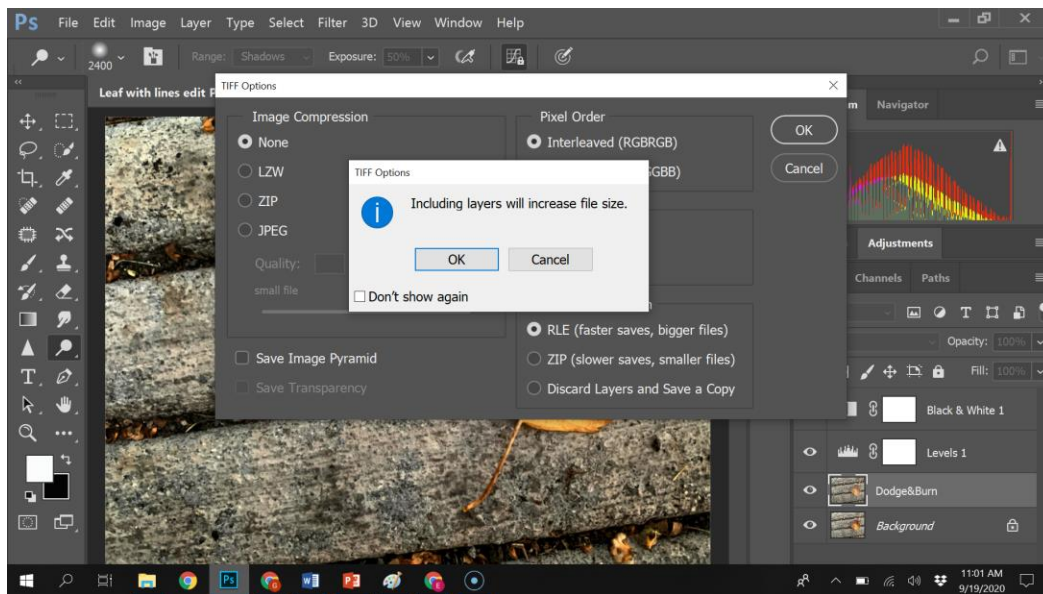 Ps File Edit Image Layer Type Select Filter 3D View Window Help
2400 Range: Shadows Exposure: 50%
Leaf with lines edit P
TIFF Options
Navigator
Image Compression
None
LZW
ZIP
JPEG
Quality:
small file
Save Image Pyramid
Save Transparency
Pixel Order
Interleaved (RGBRGB)
GBB)
RLE (faster saves, bigger files)
ZIP (slower saves, smaller files)
Discard Layers and Save a Copy
OK
Cancel
TIFF Options
Including layers will increase file size.
OK Cancel
Don't show again
Adjustments
Channels Paths
Opacity: 100%
Fill: 100%
Black & White 1
Levels 1
Dodge&Burn
Background
11:01 AM
9/19/2020